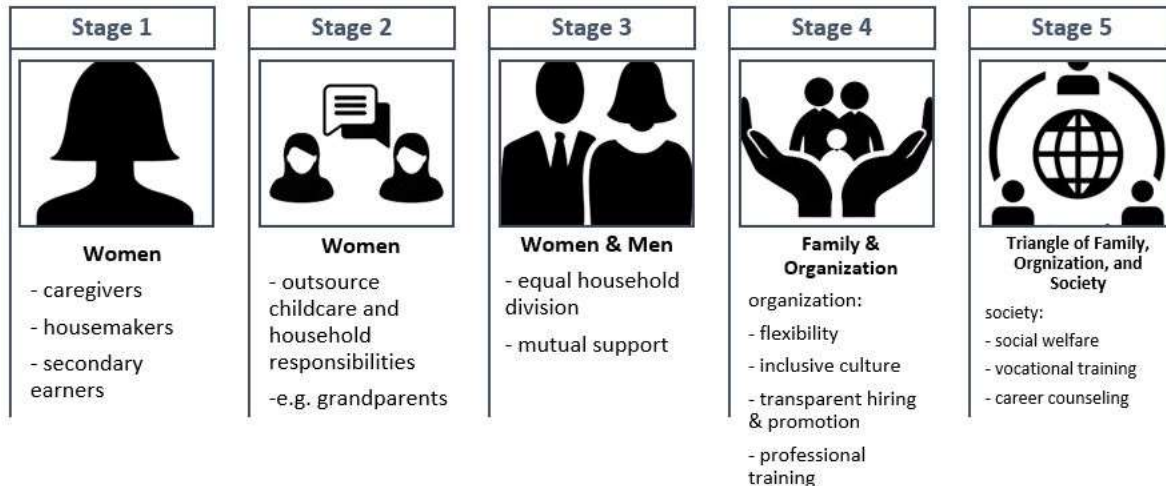 Stage 1
Women
- caregivers
- housemakers
- secondary
earners
Stage 2
Women
- outsource
childcare and
household
responsibilities
-e.g. grandparents
Stage 3
Women & Men
- equal household
division
- mutual support
Stage 4
Family &
Organization
organization:
- flexibility
- inclusive culture
- transparent hiring
& promotion
- professional
training
Stage 5
Triangle of Family,
Orgnization, and
Society
society:
- social welfare
- vocational training
- career counseling